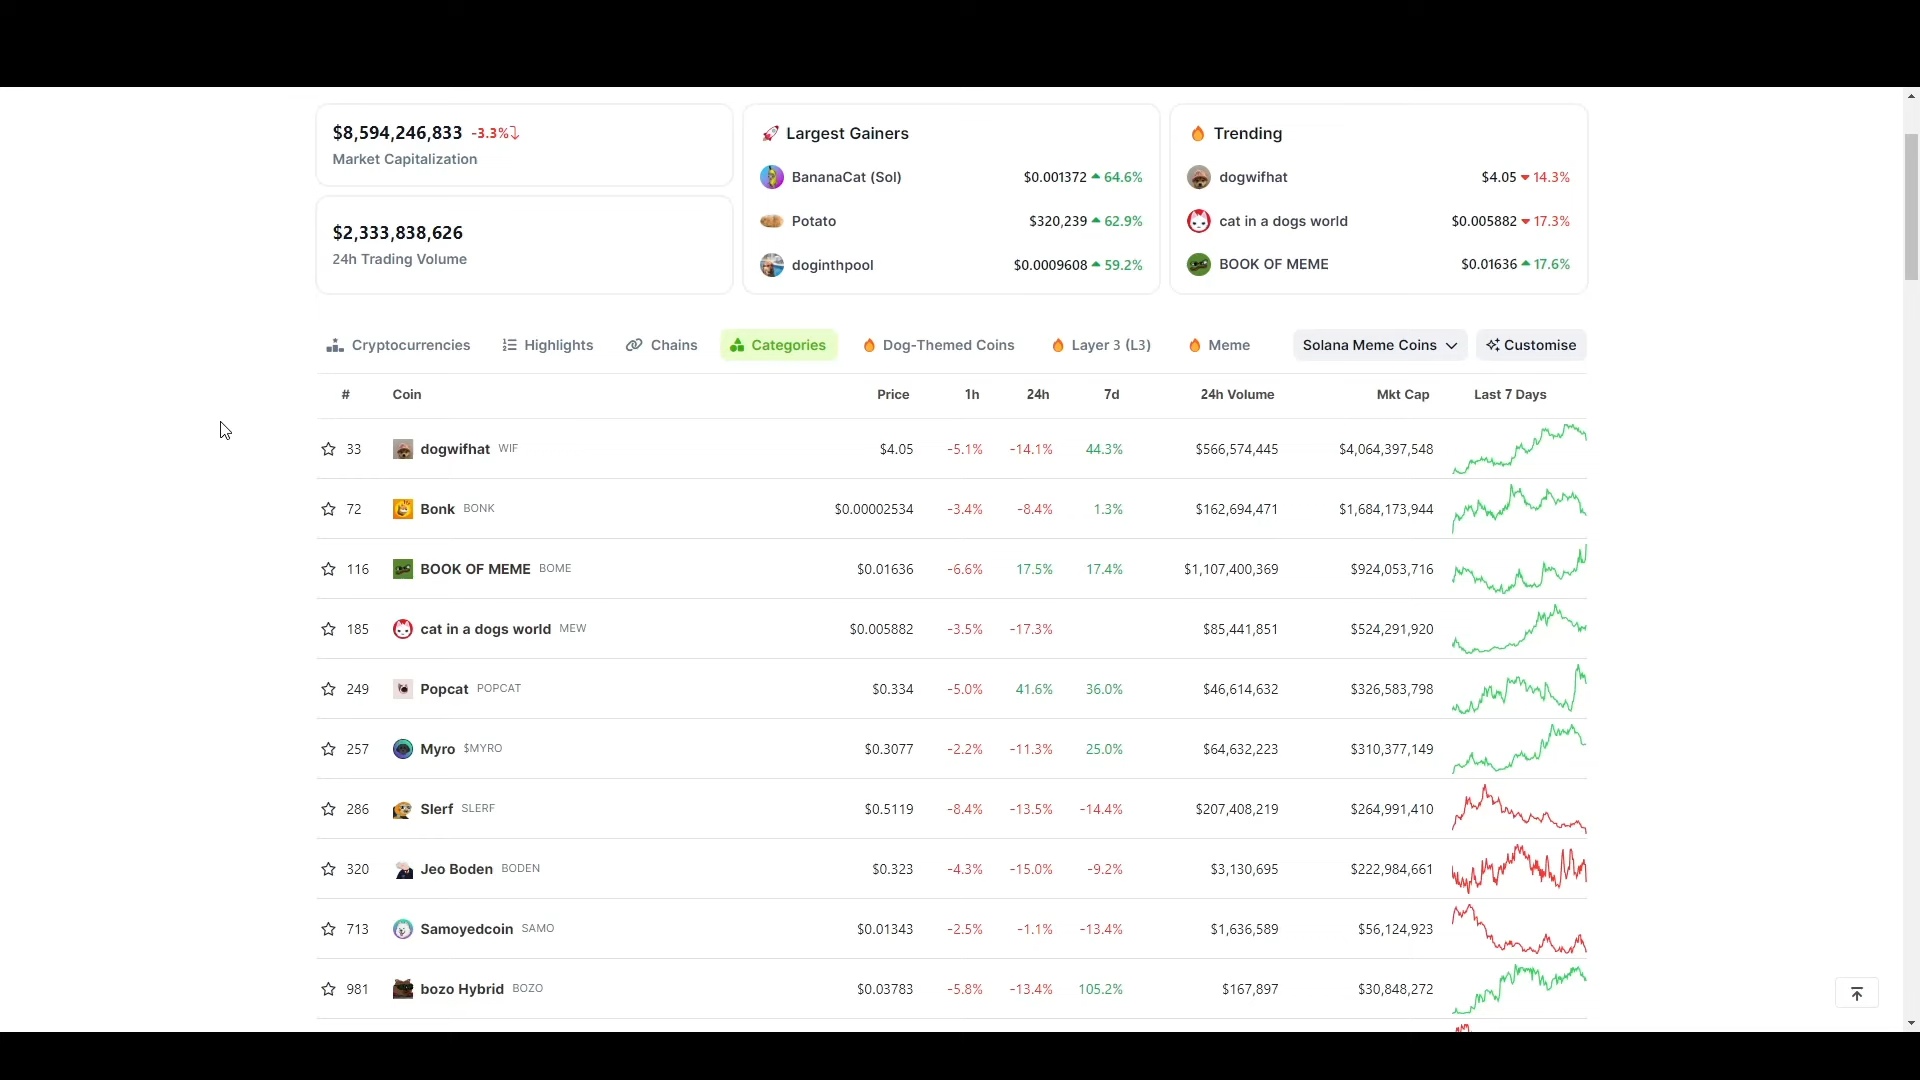 $8,594,246,833 -3.3%
Market Capitalization
$2,333,838,626
24h Trading Volume
Largest Gainers
BananaCat (Sol) $0.001372 64.6%
Potato $320,239 62.9%
doginthpool $0.0009608 59.2%
Trending
dogwifhat $4.05 14.3%
cat in a dogs world $0.005882 17.3%
BOOK OF MEME $0.01636 17.6%
Cryptocurrencies Highlights Chains Categories Dog-Themed Coins Layer 3 (L3) Meme Solana Meme Coins Customise
# Coin Price 1h 24h 7d 24h Volume Mkt Cap Last 7 Days
33 dogwifhat WIF $4.05 -5.1% -14.1% 44.3% $566,574,445 $4,064,397,548
72 Bonk BONK $0.00002534 -3.4% -8.4% 1.3% $162,694,471 $1,684,173,944
116 BOOK OF MEME BOME $0.01636 -6.6% 17.5% 17.4% $1,107,400,369 $924,053,716
185 cat in a dogs world MEW $0.005882 -3.5% -17.3% $85,441,851 $524,291,920
249 Popcat POPCAT $0.334 -5.0% 41.6% 36.0% $46,614,632 $326,583,798
257 Myro $MYRO $0.3077 -2.2% -11.3% 25.0% $64,632,223 $310,377,149
286 Slerf SLERF $0.5119 -8.4% -13.5% -14.4% $207,408,219 $264,991,410
320 Jeo Boden BODEN $0.323 -4.3% -15.0% -9.2% $3,130,695 $222,984,661
713 Samoyedcoin SAMO $0.01343 -2.5% -1.1% -13.4% $1,636,589 $56,124,923
981 bozo Hybrid BOZO $0.03783 -5.8% -13.4% 105.2% $167,897 $30,848,272